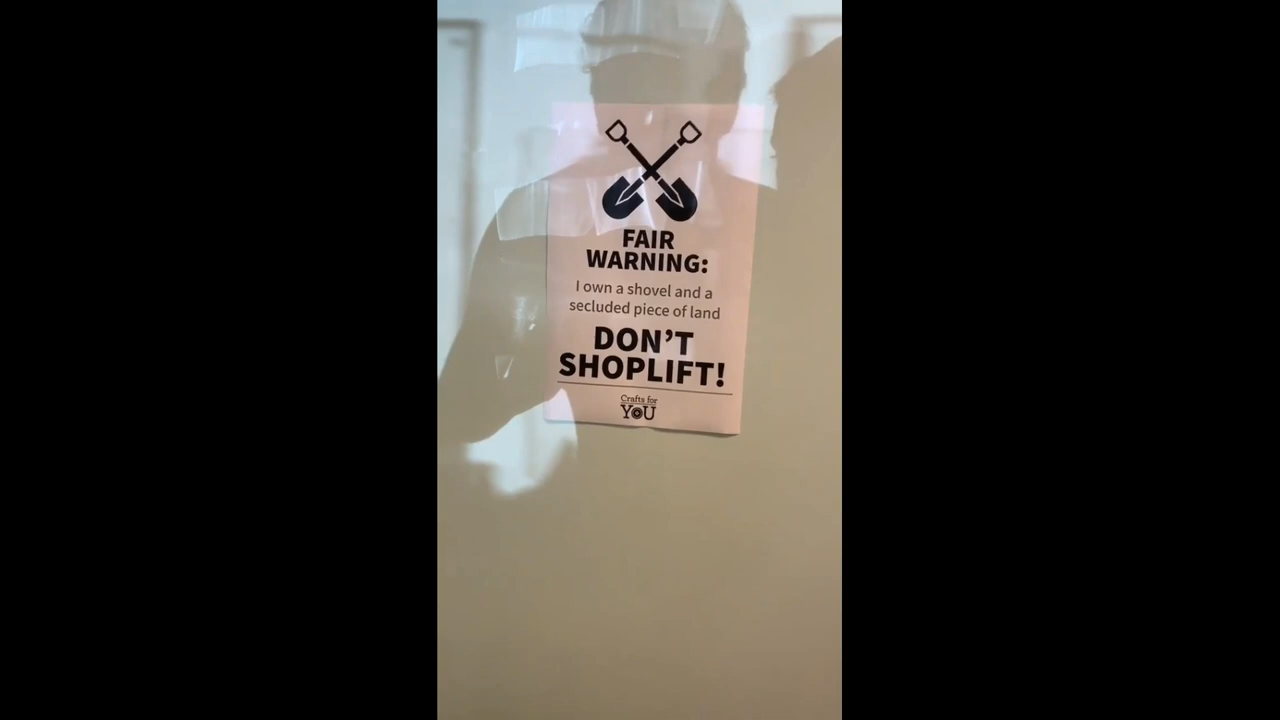 FAIR
WARNING:
I own a shovel and a
secluded piece of land
DON'T
SHOPLIFT!
Crafts for
YOU